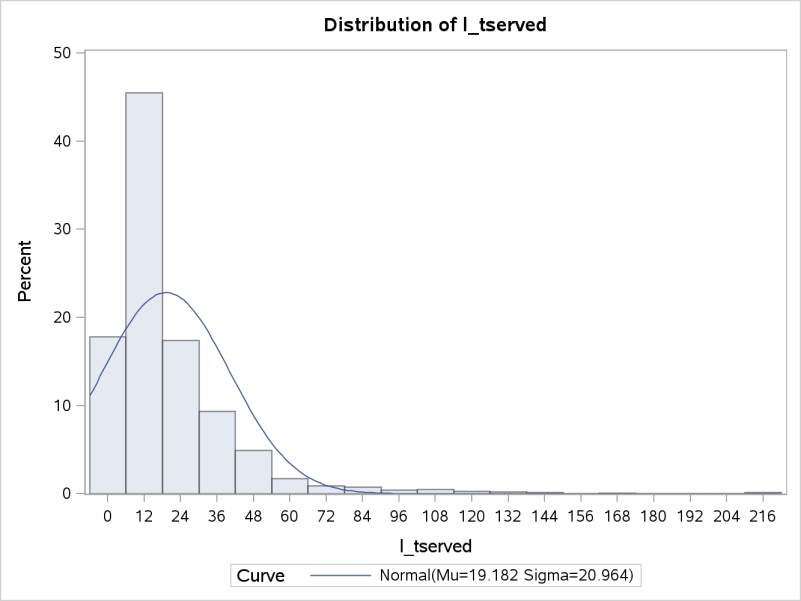 Distribution of l_tserved
50
40
30
20
10
0
Percent
0 12 24 36 48 60 72 84 96 108 120 132 144 156 168 180 192 204 216
l_tserved
Curve Normal(Mu=19.182 Sigma=20.964)